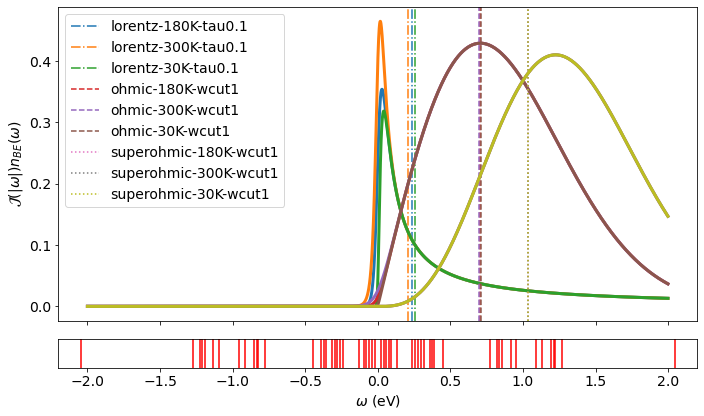 lorentz-180K-tau0.1
lorentz-300K-tau0.1
lorentz-30K-tau0.1
ohmic-180K-wcut1
ohmic-300K-wcut1
ohmic-30K-wcut1
superohmic-180K-wcut1
superohmic-300K-wcut1
superohmic-30K-wcut1
0.4
0.3
0.2
0.1
0.0
𝒥(|ω|)n_BE(ω)
−2.0 −1.5 −1.0 −0.5 0.0 0.5 1.0 1.5 2.0
ω (eV)